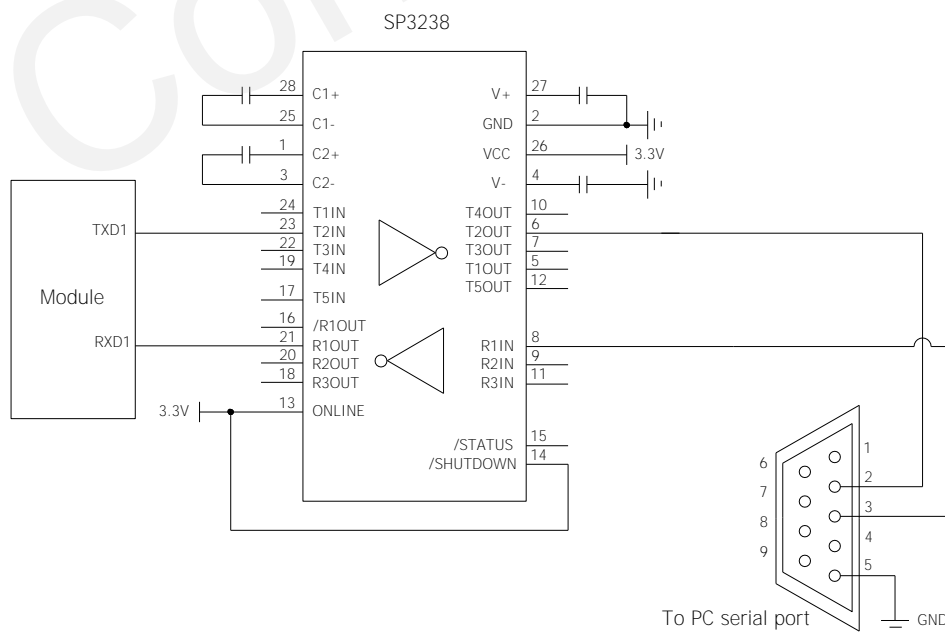 SP3238
28 C1+ V+ 27
25 C1- GND 2
1 C2+ VCC 26 3.3V
3 C2- V- 4
24 T1IN T4OUT 10
TXD1 23 T2IN T2OUT 6
22 T3IN T3OUT 7
19 T4IN T1OUT 5
17 T5IN T5OUT 12
Module
16 /R1OUT
RXD1 21 R1OUT R1IN 8
20 R2OUT R2IN 9
18 R3OUT R3IN 11
3.3V 13 ONLINE
/STATUS 15
/SHUTDOWN 14
1
6
2
7
3
8
4
9
5
To PC serial port
GND